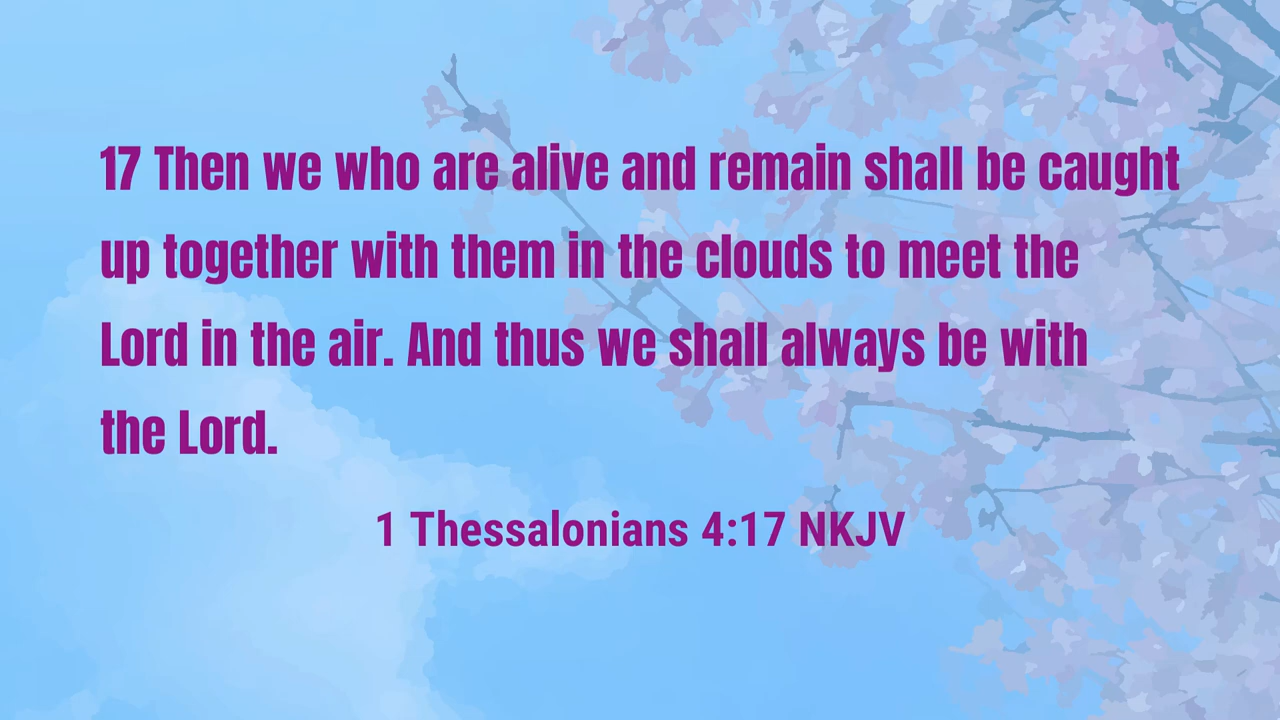 17 Then we who are alive and remain shall be caught
up together with them in the clouds to meet the
Lord in the air. And thus we shall always be with
the Lord.
1 Thessalonians 4:17 NKJV